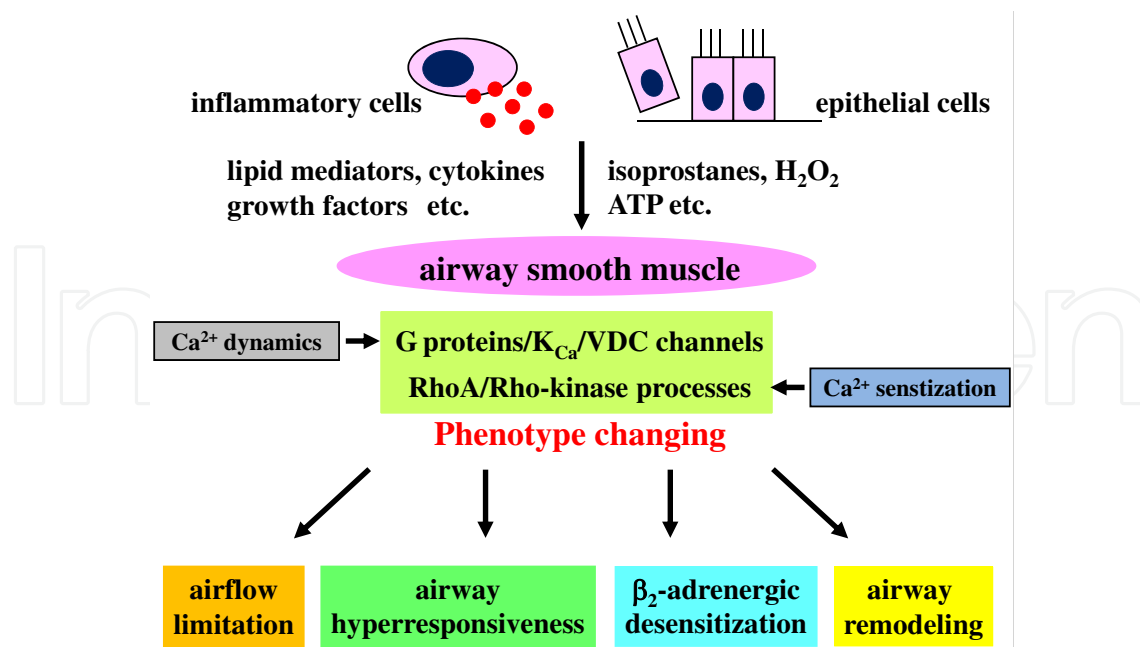 inflammatory cells
epithelial cells
lipid mediators, cytokines
growth factors etc.
isoprostanes, H₂O₂
ATP etc.
airway smooth muscle
Ca²⁺ dynamics
G proteins/K_Ca/VDC channels
RhoA/Rho-kinase processes
Ca²⁺ senstization
Phenotype changing
airflow
limitation
airway
hyperresponsiveness
β₂-adrenergic
desensitization
airway
remodeling